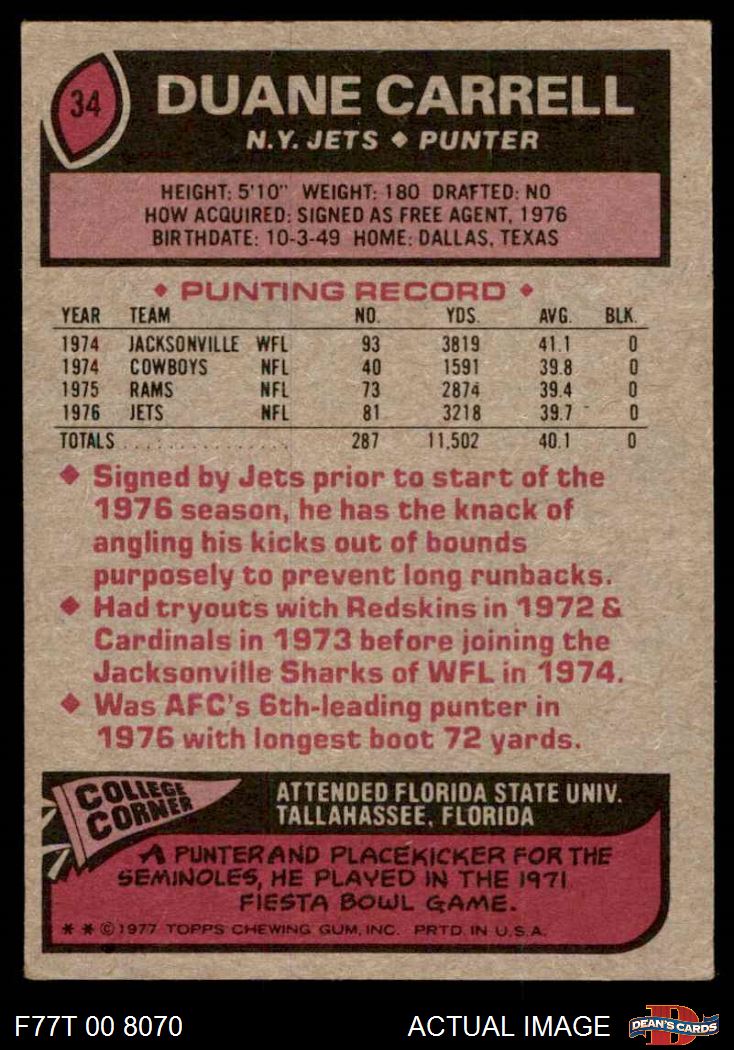 34
DUANE CARRELL
N.Y. JETS ◆ PUNTER
HEIGHT: 5'10" WEIGHT: 180 DRAFTED: NO
HOW ACQUIRED: SIGNED AS FREE AGENT, 1976
BIRTHDATE: 10-3-49 HOME: DALLAS, TEXAS
◆ PUNTING RECORD ◆
YEAR TEAM NO. YDS. AVG. BLK.
1974 JACKSONVILLE WFL 93 3819 41.1 0
1974 COWBOYS NFL 40 1591 39.8 0
1975 RAMS NFL 73 2874 39.4 0
1976 JETS NFL 81 3218 39.7 0
TOTALS . . . . . . . . . . . . . . . 287 11,502 40.1 0
◆ Signed by Jets prior to start of the
1976 season, he has the knack of
angling his kicks out of bounds
purposely to prevent long runbacks.
◆ Had tryouts with Redskins in 1972 &
Cardinals in 1973 before joining the
Jacksonville Sharks of WFL in 1974.
◆ Was AFC's 6th-leading punter in
1976 with longest boot 72 yards.
COLLEGE
CORNER
ATTENDED FLORIDA STATE UNIV.
TALLAHASSEE, FLORIDA
A PUNTER AND PLACEKICKER FOR THE
SEMINOLES, HE PLAYED IN THE 1971
FIESTA BOWL GAME.
* * © 1977 TOPPS CHEWING GUM, INC. PRTD. IN U.S.A.
F77T 00 8070
ACTUAL IMAGE
D
DEAN'S CARDS